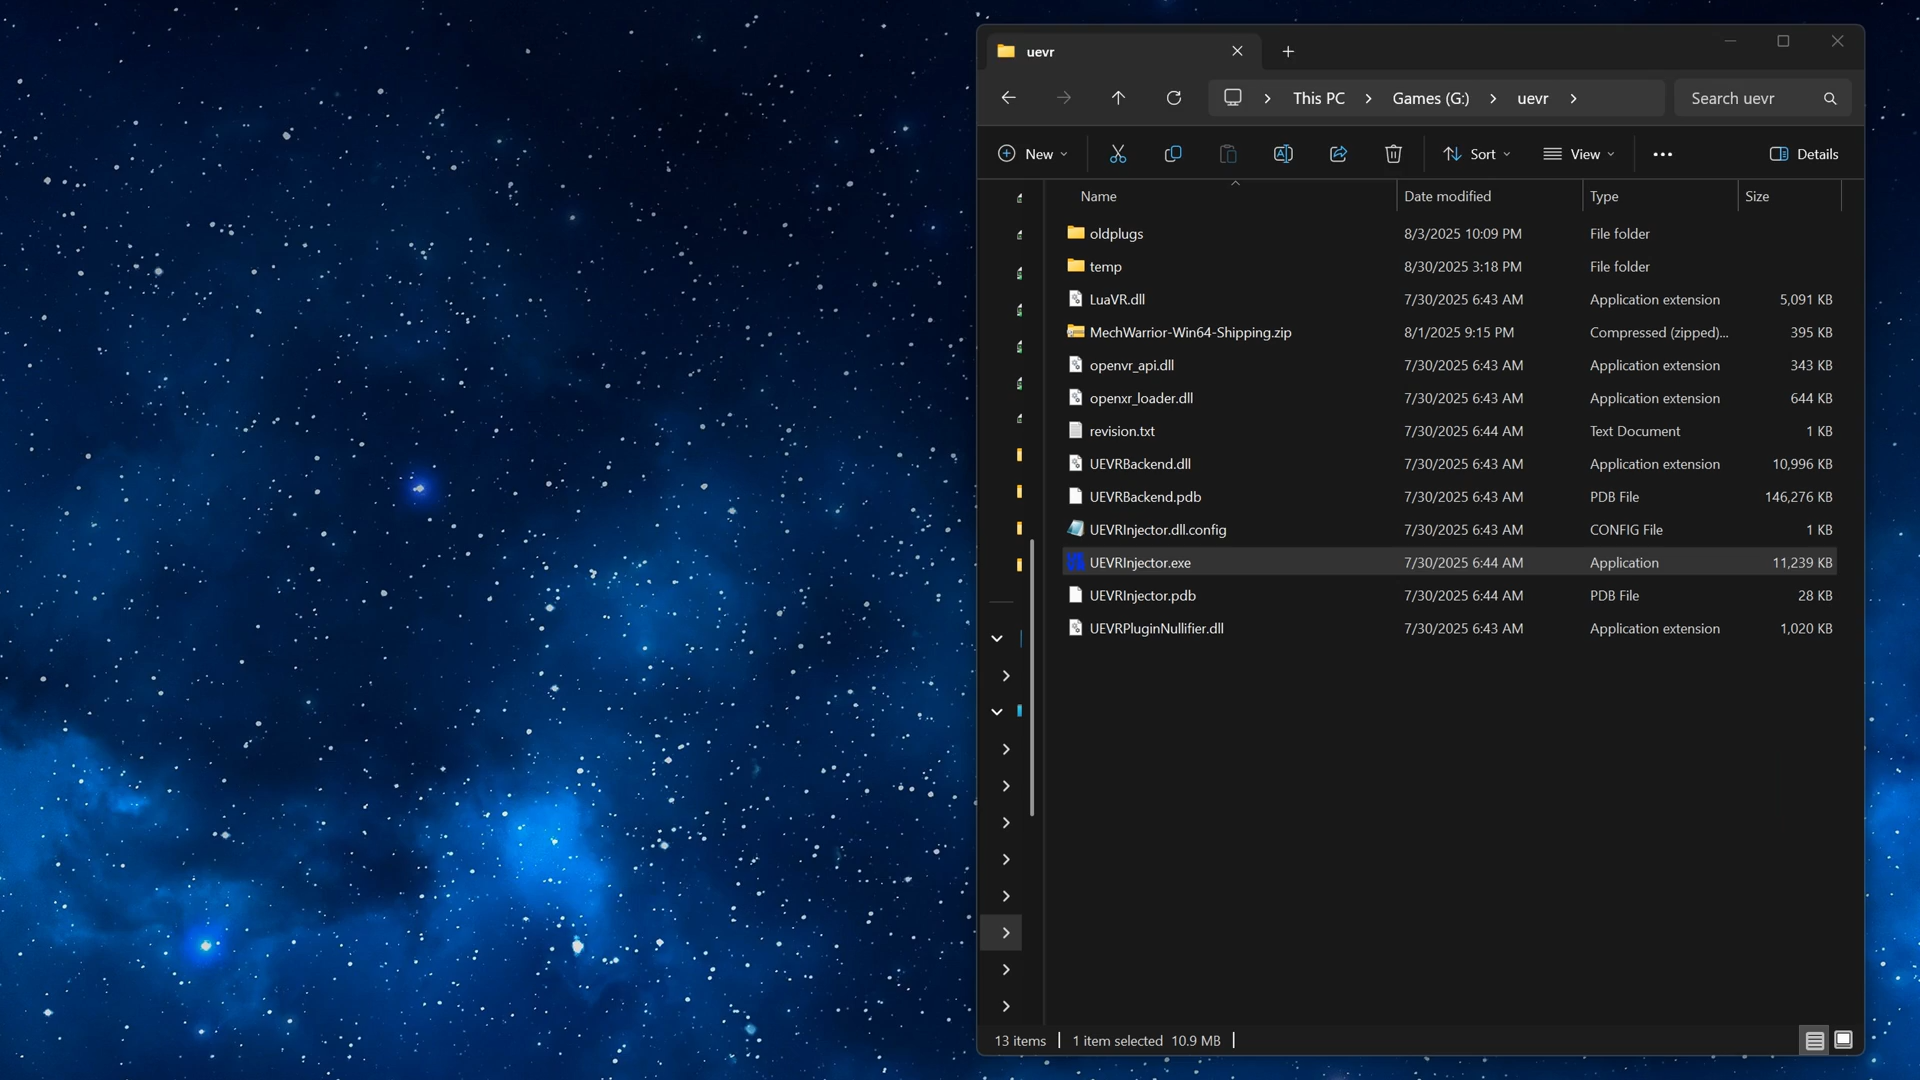 uevr
This PC Games (G:) uevr Search uevr
New Sort View Details
Name Date modified Type Size
oldplugs 8/3/2025 10:09 PM File folder
temp 8/30/2025 3:18 PM File folder
LuaVR.dll 7/30/2025 6:43 AM Application extension 5,091 KB
MechWarrior-Win64-Shipping.zip 8/1/2025 9:15 PM Compressed (zipped)... 395 KB
openvr_api.dll 7/30/2025 6:43 AM Application extension 343 KB
openxr_loader.dll 7/30/2025 6:43 AM Application extension 644 KB
revision.txt 7/30/2025 6:44 AM Text Document 1 KB
UEVRBackend.dll 7/30/2025 6:43 AM Application extension 10,996 KB
UEVRBackend.pdb 7/30/2025 6:43 AM PDB File 146,276 KB
UEVRInjector.dll.config 7/30/2025 6:43 AM CONFIG File 1 KB
UEVRInjector.exe 7/30/2025 6:44 AM Application 11,239 KB
UEVRInjector.pdb 7/30/2025 6:44 AM PDB File 28 KB
UEVRPluginNullifier.dll 7/30/2025 6:43 AM Application extension 1,020 KB
13 items 1 item selected 10.9 MB